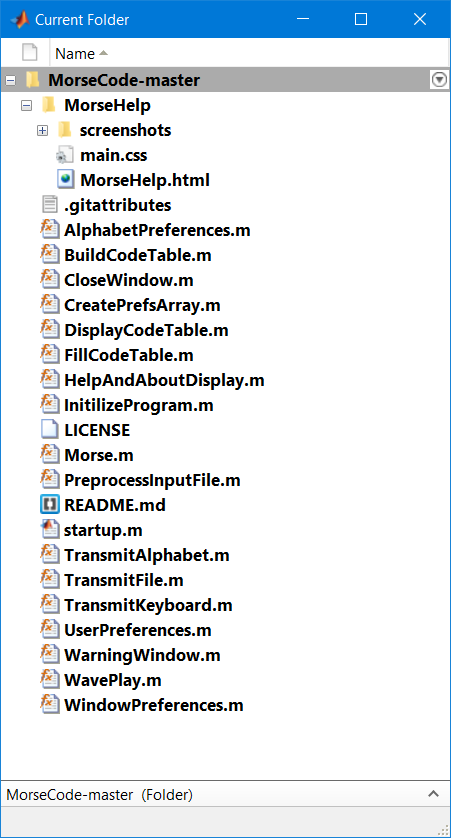 Current Folder
Name
MorseCode-master
MorseHelp
screenshots
main.css
MorseHelp.html
.gitattributes
AlphabetPreferences.m
BuildCodeTable.m
CloseWindow.m
CreatePrefsArray.m
DisplayCodeTable.m
FillCodeTable.m
HelpAndAboutDisplay.m
InitilizeProgram.m
LICENSE
Morse.m
PreprocessInputFile.m
README.md
startup.m
TransmitAlphabet.m
TransmitFile.m
TransmitKeyboard.m
UserPreferences.m
WarningWindow.m
WavePlay.m
WindowPreferences.m
MorseCode-master (Folder)